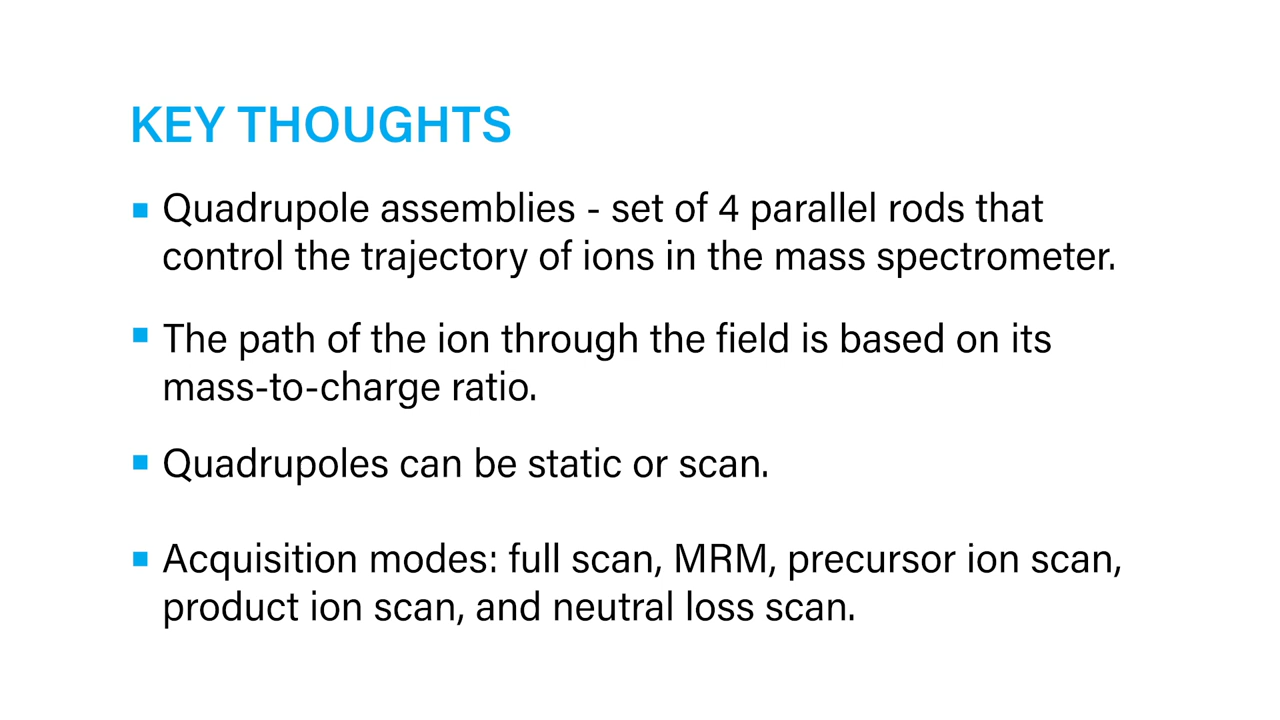 KEY THOUGHTS
Quadrupole assemblies - set of 4 parallel rods that
control the trajectory of ions in the mass spectrometer.
The path of the ion through the field is based on its
mass-to-charge ratio.
Quadrupoles can be static or scan.
Acquisition modes: full scan, MRM, precursor ion scan,
product ion scan, and neutral loss scan.